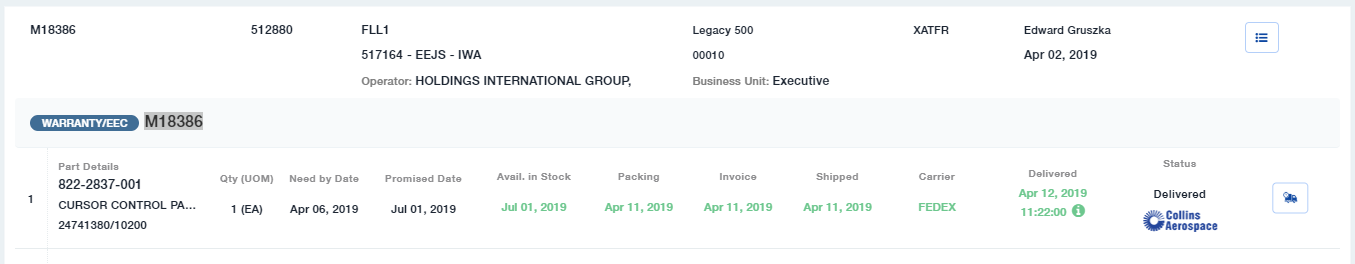 M18386 512880 FLL1 Legacy 500 XATFR Edward Gruszka
517164 - EEJS - IWA 00010 Apr 02, 2019
Operator: HOLDINGS INTERNATIONAL GROUP, Business Unit: Executive
WARRANTY/EEC M18386
Part Details Qty (UOM) Need by Date Promised Date Avail. in Stock Packing Invoice Shipped Carrier Delivered Status
1 822-2837-001 1 (EA) Apr 06, 2019 Jul 01, 2019 Jul 01, 2019 Apr 11, 2019 Apr 11, 2019 Apr 11, 2019 FEDEX Apr 12, 2019 Delivered
CURSOR CONTROL PA... 11:22:00 Collins
24741380/10200 Aerospace